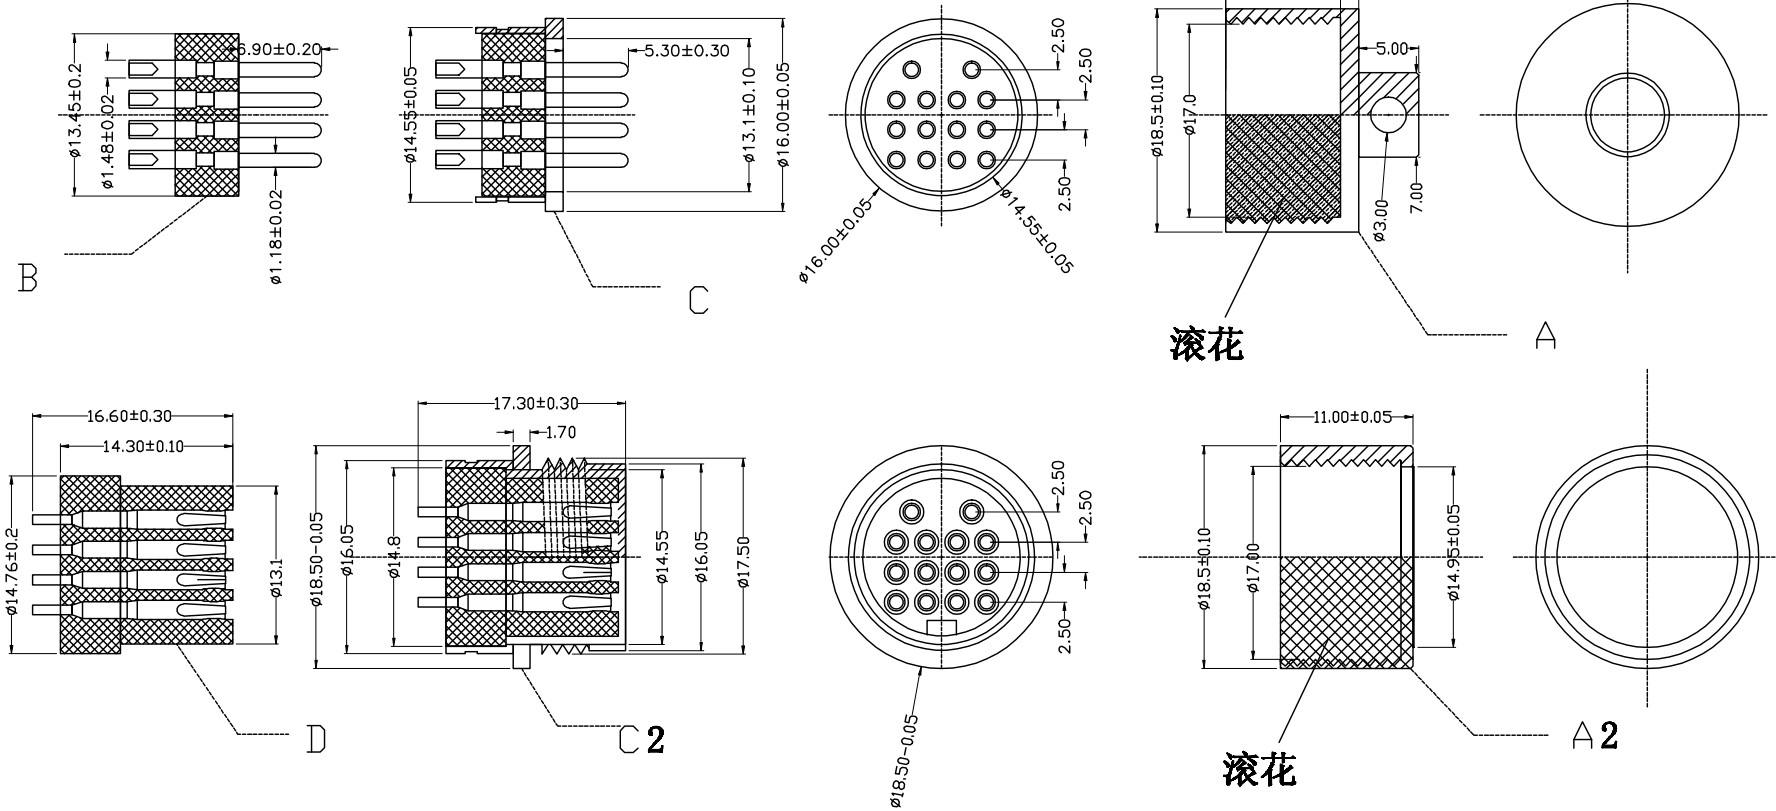 6.90±0.20
ø13.45±0.2
ø1.48±0.02
ø1.18±0.02
B
5.30±0.30
ø14.55±0.05
ø13.1±0.10
ø16.00±0.05
C
2.50
2.50
2.50
ø16.00±0.05
ø14.55±0.05
5.00
ø18.5±0.10
ø17.0
ø3.00
7.00
滚花
A
16.60±0.30
14.30±0.10
ø14.76±0.2
ø13.1
D
17.30±0.30
1.70
ø18.50-0.05
ø16.05
ø14.8
ø14.55
ø16.05
ø17.50
C 2
2.50
2.50
2.50
ø18.50-0.05
11.00±0.05
ø18.5±0.10
ø17.00
ø14.95±0.05
滚花
A 2